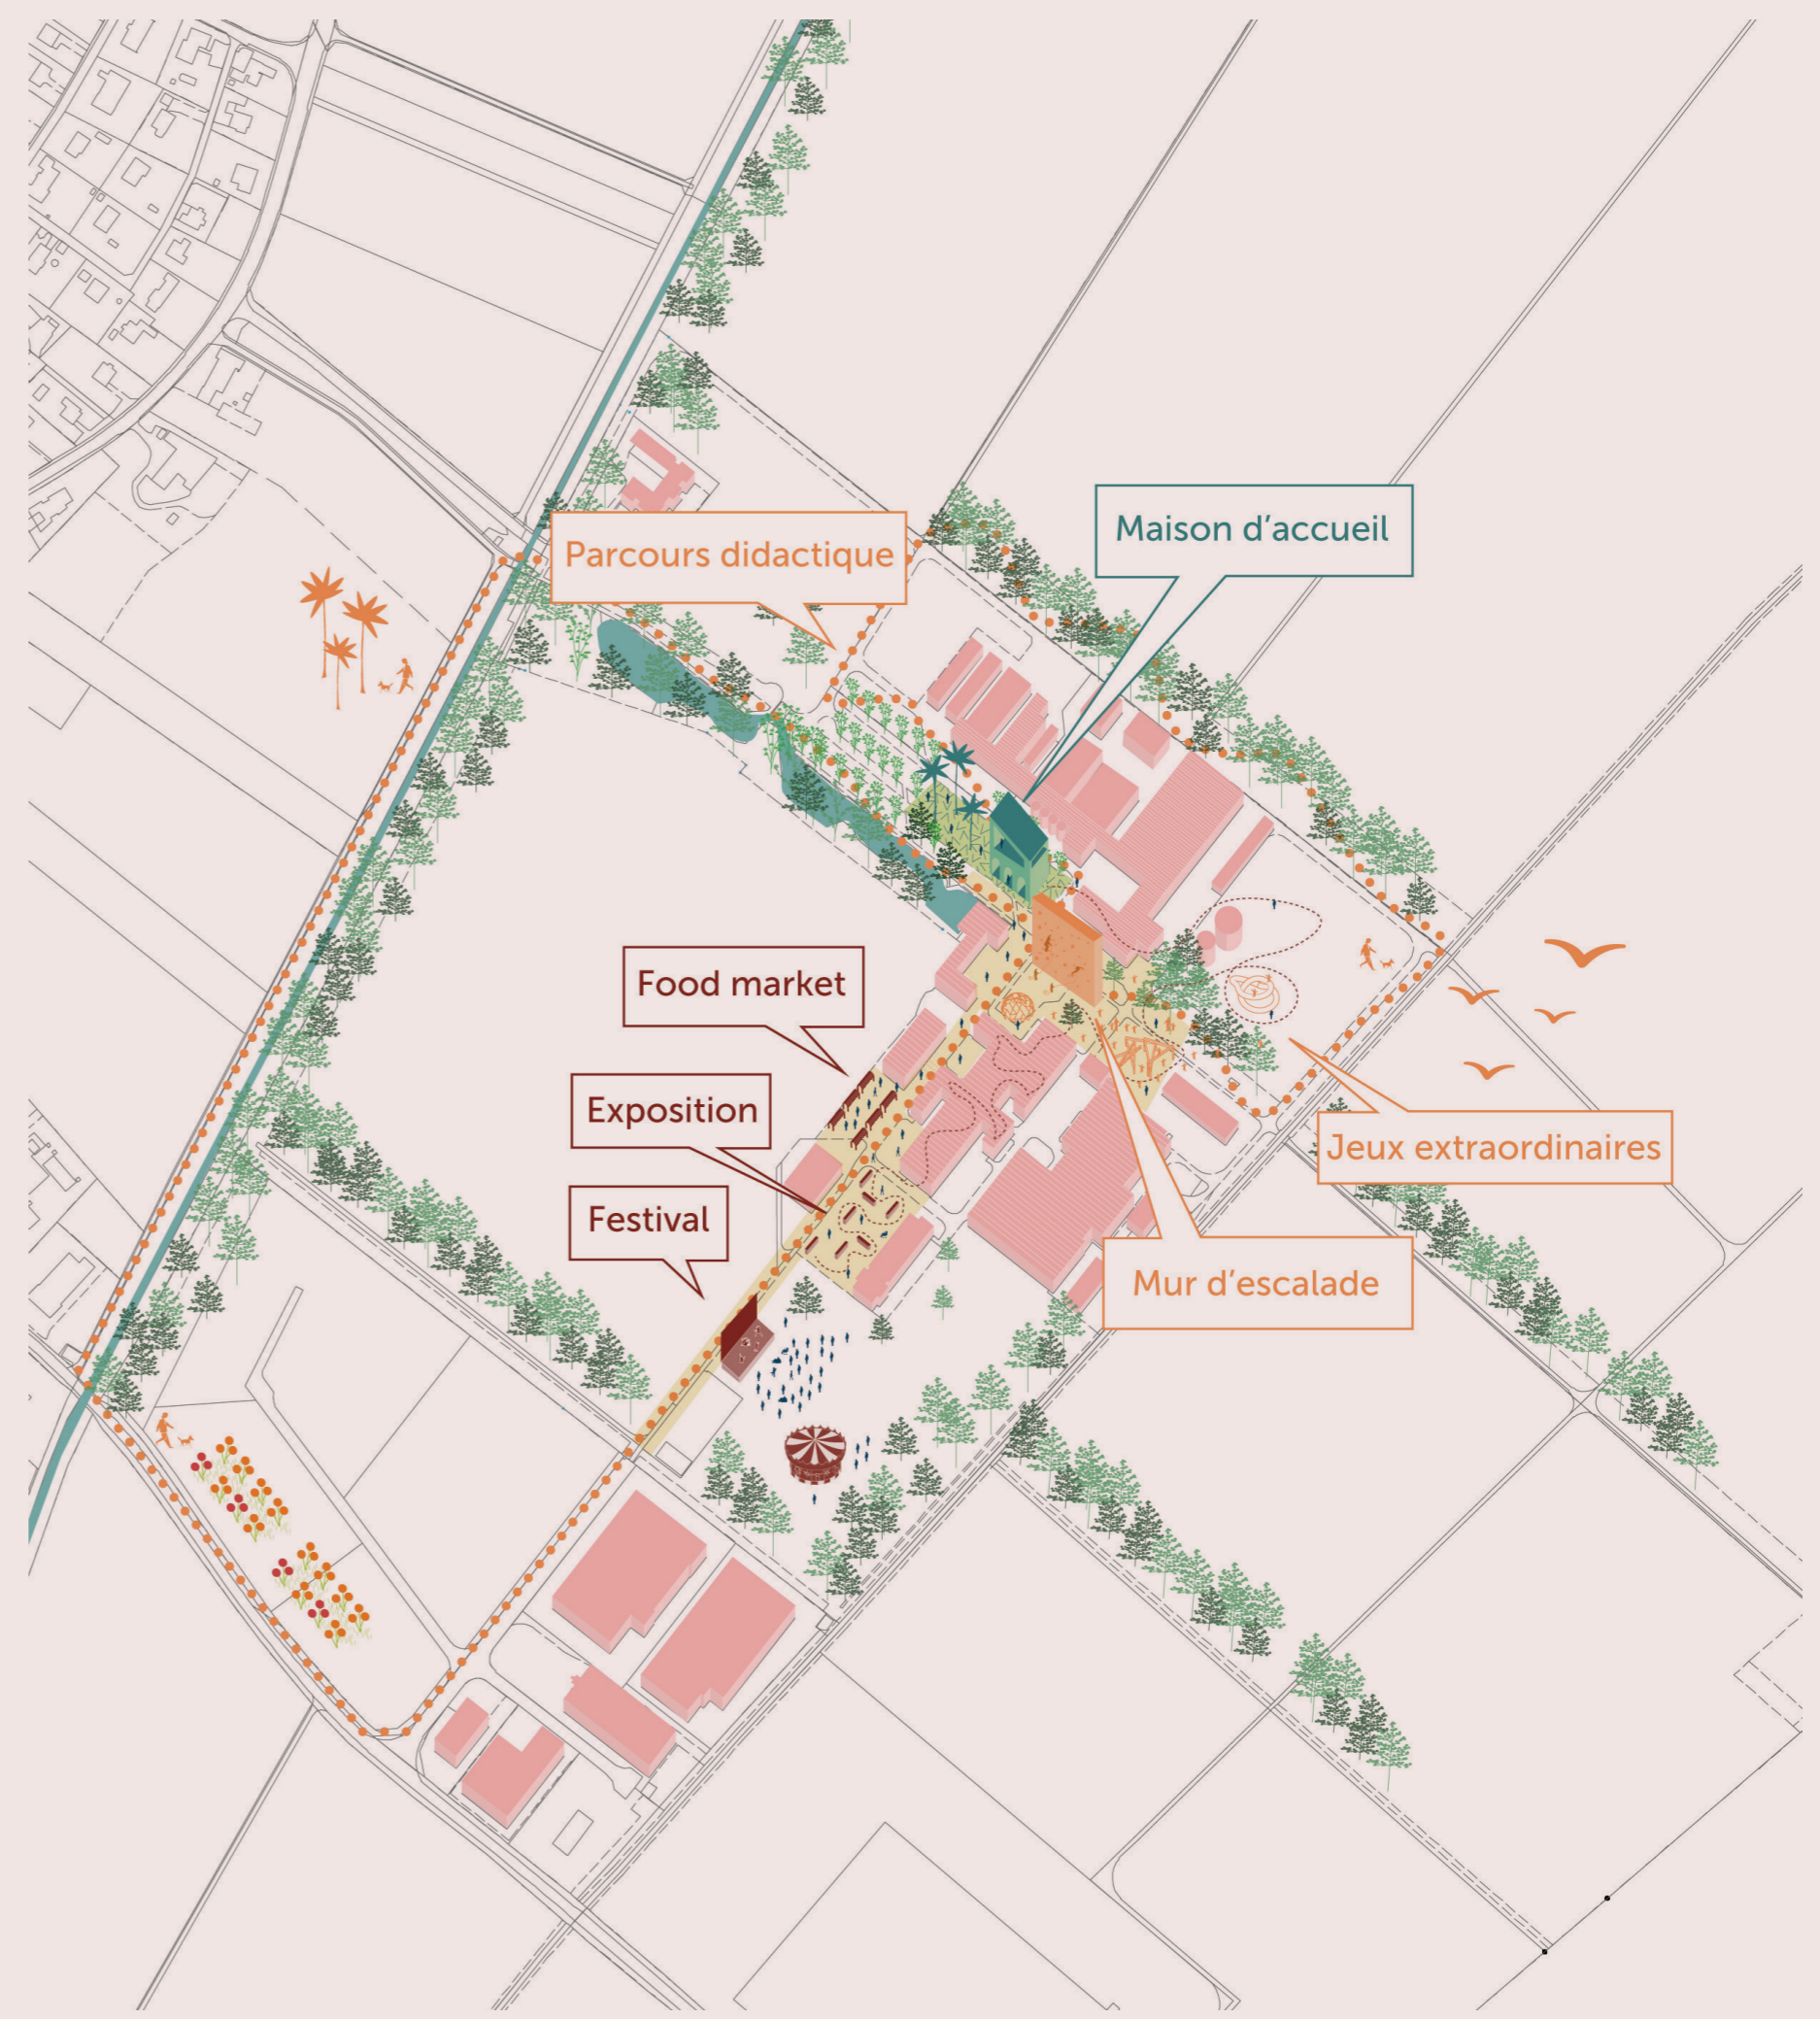 Maison d’accueil
Parcours didactique
Food market
Exposition
Jeux extraordinaires
Festival
Mur d’escalade